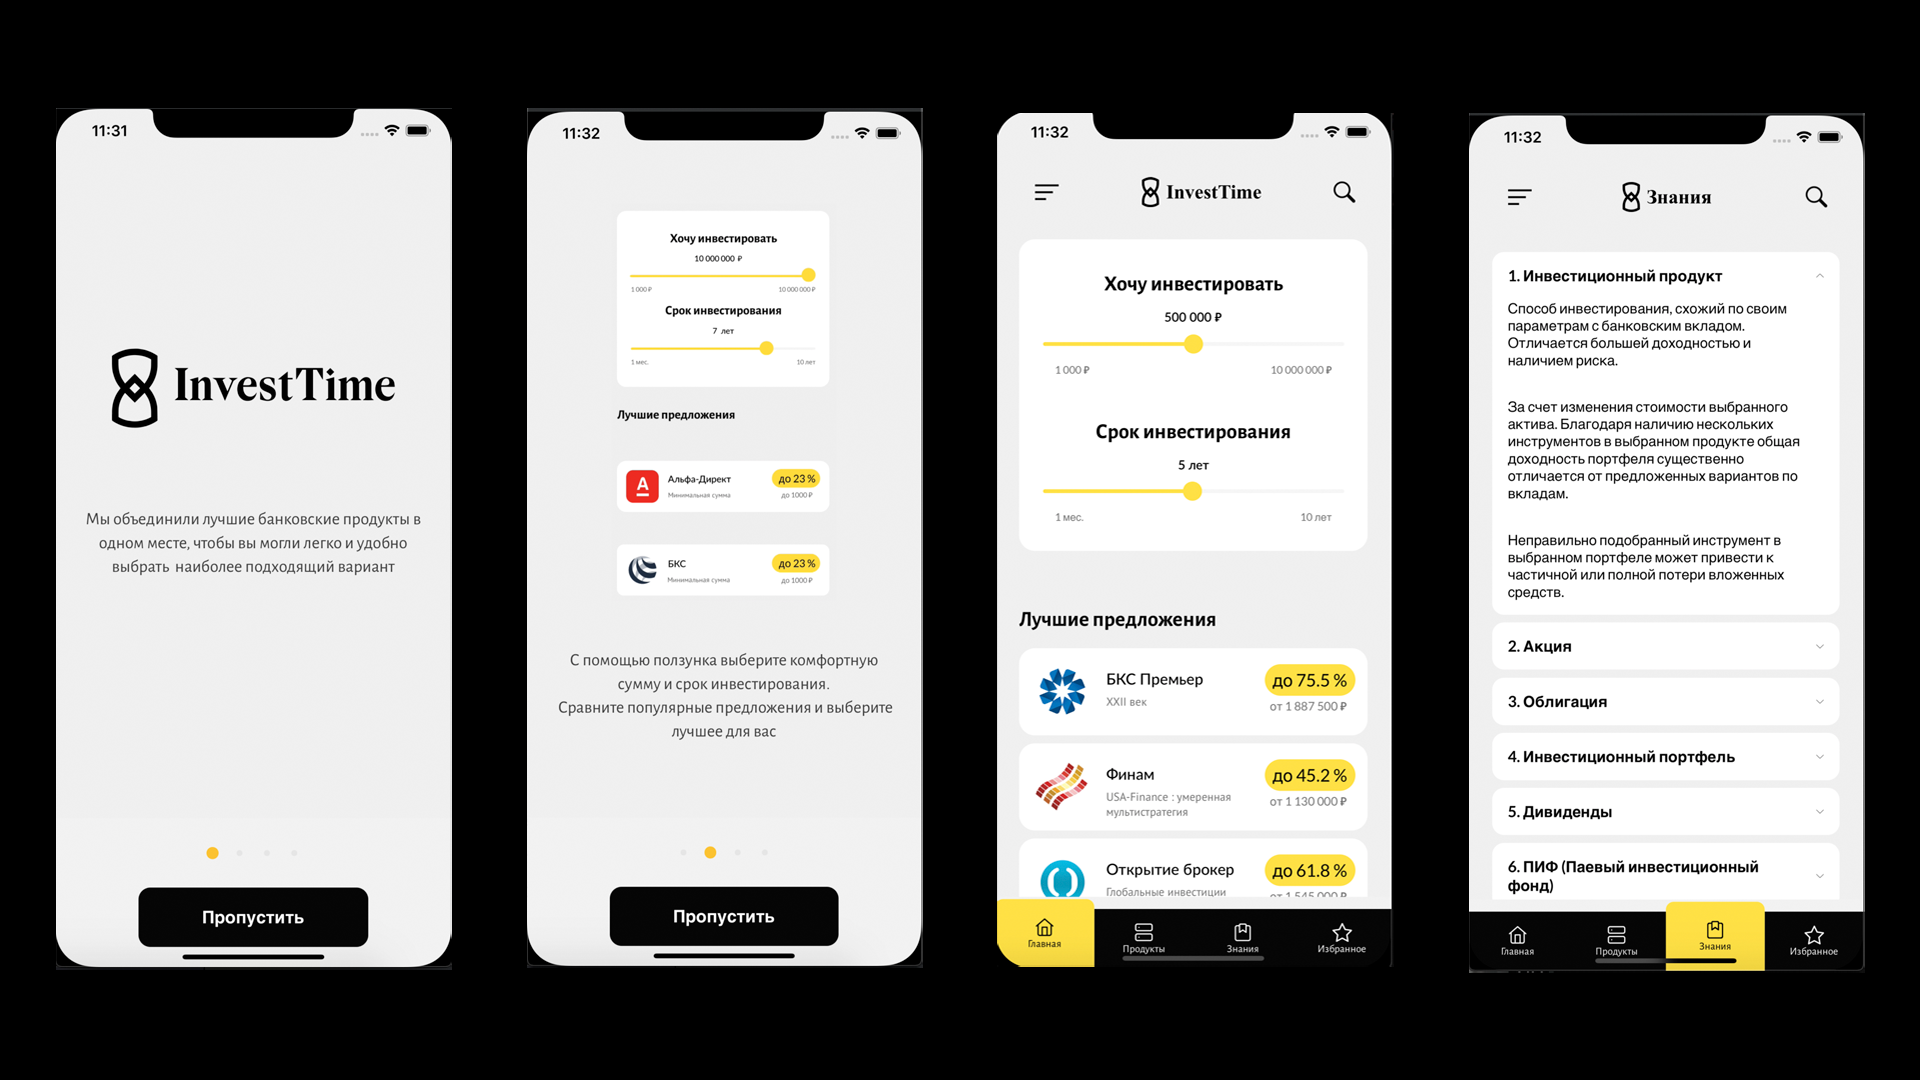 11:31
InvestTime
Мы объединили лучшие банковские продукты в
одном месте, чтобы вы могли легко и удобно
выбрать наиболее подходящий вариант
Пропустить
11:32
Хочу инвестировать
10 000 000 ₽
1 000 ₽
10 000 000 ₽
Срок инвестирования
7 лет
1 мес.
10 лет
Лучшие предложения
Альфа-Директ
до 23 %
Минимальная сумма
до 1000 ₽
БКС
до 23 %
Минимальная сумма
до 1000 ₽
С помощью ползунка выберите комфортную
сумму и срок инвестирования.
Сравните популярные предложения и выберите
лучшее для вас
Пропустить
11:32
InvestTime
Хочу инвестировать
500 000 ₽
1 000 ₽
10 000 000 ₽
Срок инвестирования
5 лет
1 мес.
10 лет
Лучшие предложения
БКС Премьер
до 75.5 %
XXII век
от 1 887 500 ₽
Финам
до 45.2 %
USA-Finance : умеренная
мультистратегия
от 1 130 000 ₽
Открытие брокер
до 61.8 %
Глобальные инвестиции
от 1 545 000 ₽
Главная
Продукты
Знания
Избранное
11:32
Знания
1. Инвестиционный продукт
Способ инвестирования, схожий по своим
параметрам с банковским вкладом.
Отличается большей доходностью и
наличием риска.
За счет изменения стоимости выбранного
актива. Благодаря наличию нескольких
инструментов в выбранном продукте общая
доходность портфеля существенно
отличается от предложенных вариантов по
вкладам.
Неправильно подобранный инструмент в
выбранном портфеле может привести к
частичной или полной потери вложенных
средств.
2. Акция
3. Облигация
4. Инвестиционный портфель
5. Дивиденды
6. ПИФ (Паевый инвестиционный
фонд)
Главная
Продукты
Знания
Избранное